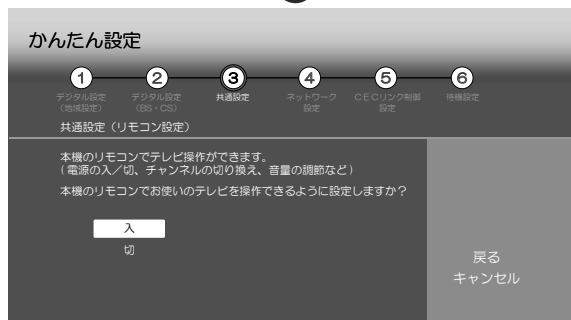 かんたん設定
1 2 3 4 5 6
デジタル設定 デジタル設定 共通設定 ネットワーク CECリンク制御 待機設定
(地域設定) (BS・CS) 設定 設定
共通設定(リモコン設定)
本機のリモコンでテレビ操作ができます。
(電源の入/切、チャンネルの切り換え、音量の調節など)
本機のリモコンでお使いのテレビを操作できるように設定しますか?
入
切
戻る
キャンセル